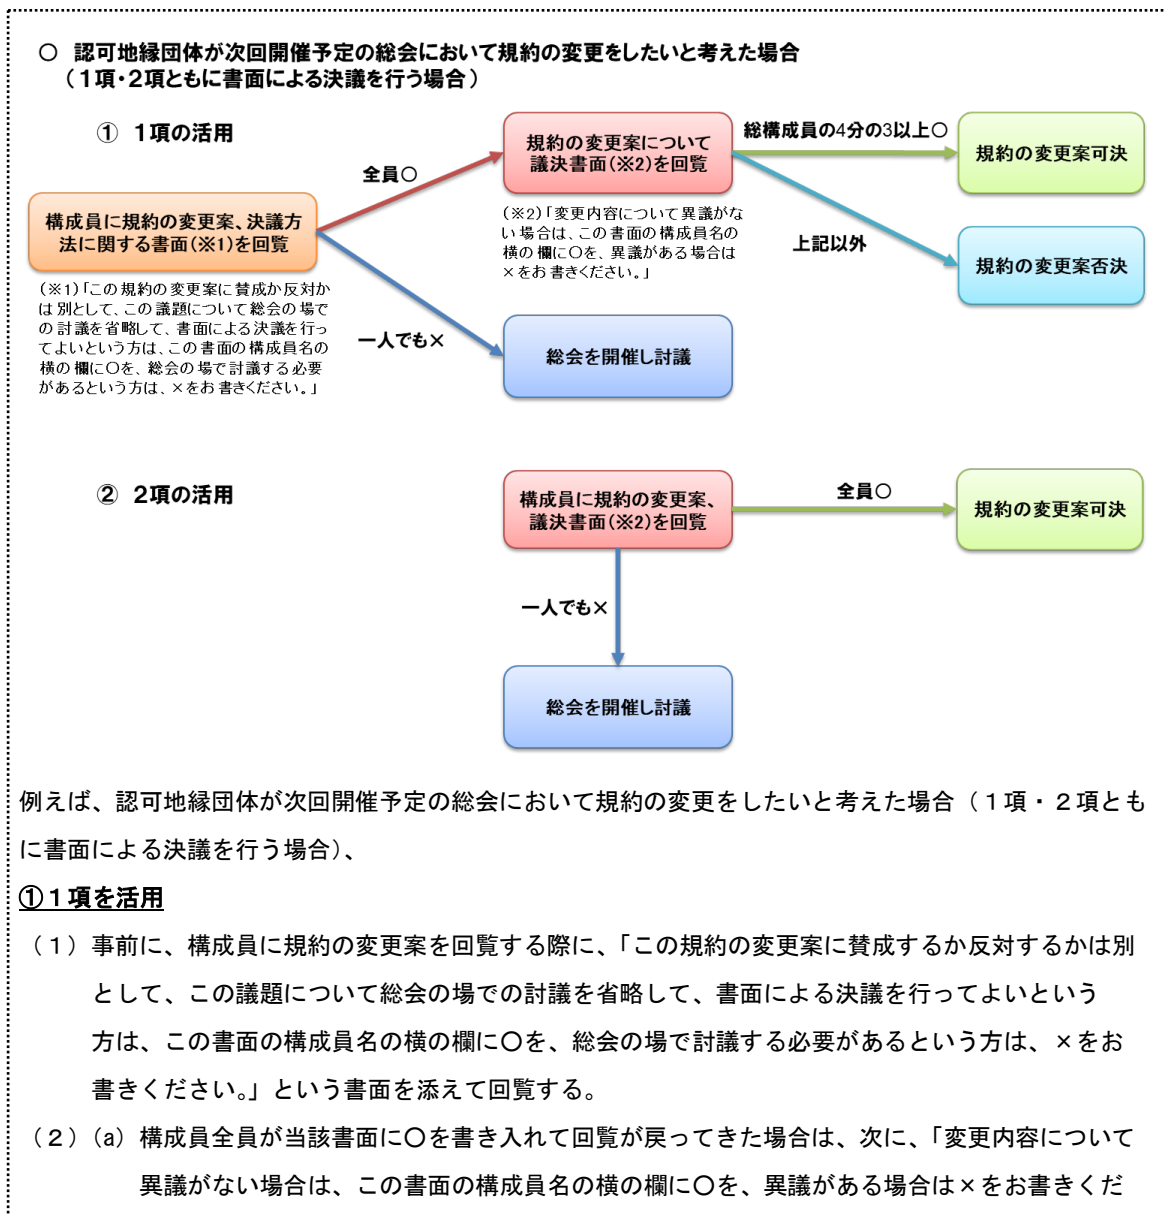 ○　認可地縁団体が次回開催予定の総会において規約の変更をしたいと考えた場合
（１項・２項ともに書面による決議を行う場合）
①　１項の活用
構成員に規約の変更案、決議方
法に関する書面（※1）を回覧
（※1）「この規約の変更案に賛成か反対か
は別として、この議題について総会の場で
の討議を省略して、書面による決議を行っ
てよいという方は、この書面の構成員名の
横の欄に○を、総会の場で討議する必要
があるという方は、×をお書きください。」
全員○
一人でも×
規約の変更案について
議決書面（※2）を回覧
（※2）「変更内容について異議がな
い場合は、この書面の構成員名の
横の欄に○を、異議がある場合は
×をお書きください。」
総会を開催し討議
総構成員の4分の3以上○
上記以外
規約の変更案可決
規約の変更案否決
②　２項の活用
構成員に規約の変更案、
議決書面（※2）を回覧
全員○
規約の変更案可決
一人でも×
総会を開催し討議
例えば、認可地縁団体が次回開催予定の総会において規約の変更をしたいと考えた場合（１項・２項とも
に書面による決議を行う場合）、
①１項を活用
（１）事前に、構成員に規約の変更案を回覧する際に、「この規約の変更案に賛成するか反対するかは別
として、この議題について総会の場での討議を省略して、書面による決議を行ってよいという
方は、この書面の構成員名の横の欄に○を、総会の場で討議する必要があるという方は、×をお
書きください。」という書面を添えて回覧する。
（２）(a) 構成員全員が当該書面に○を書き入れて回覧が戻ってきた場合は、次に、「変更内容について
異議がない場合は、この書面の構成員名の横の欄に○を、異議がある場合は×をお書きくだ